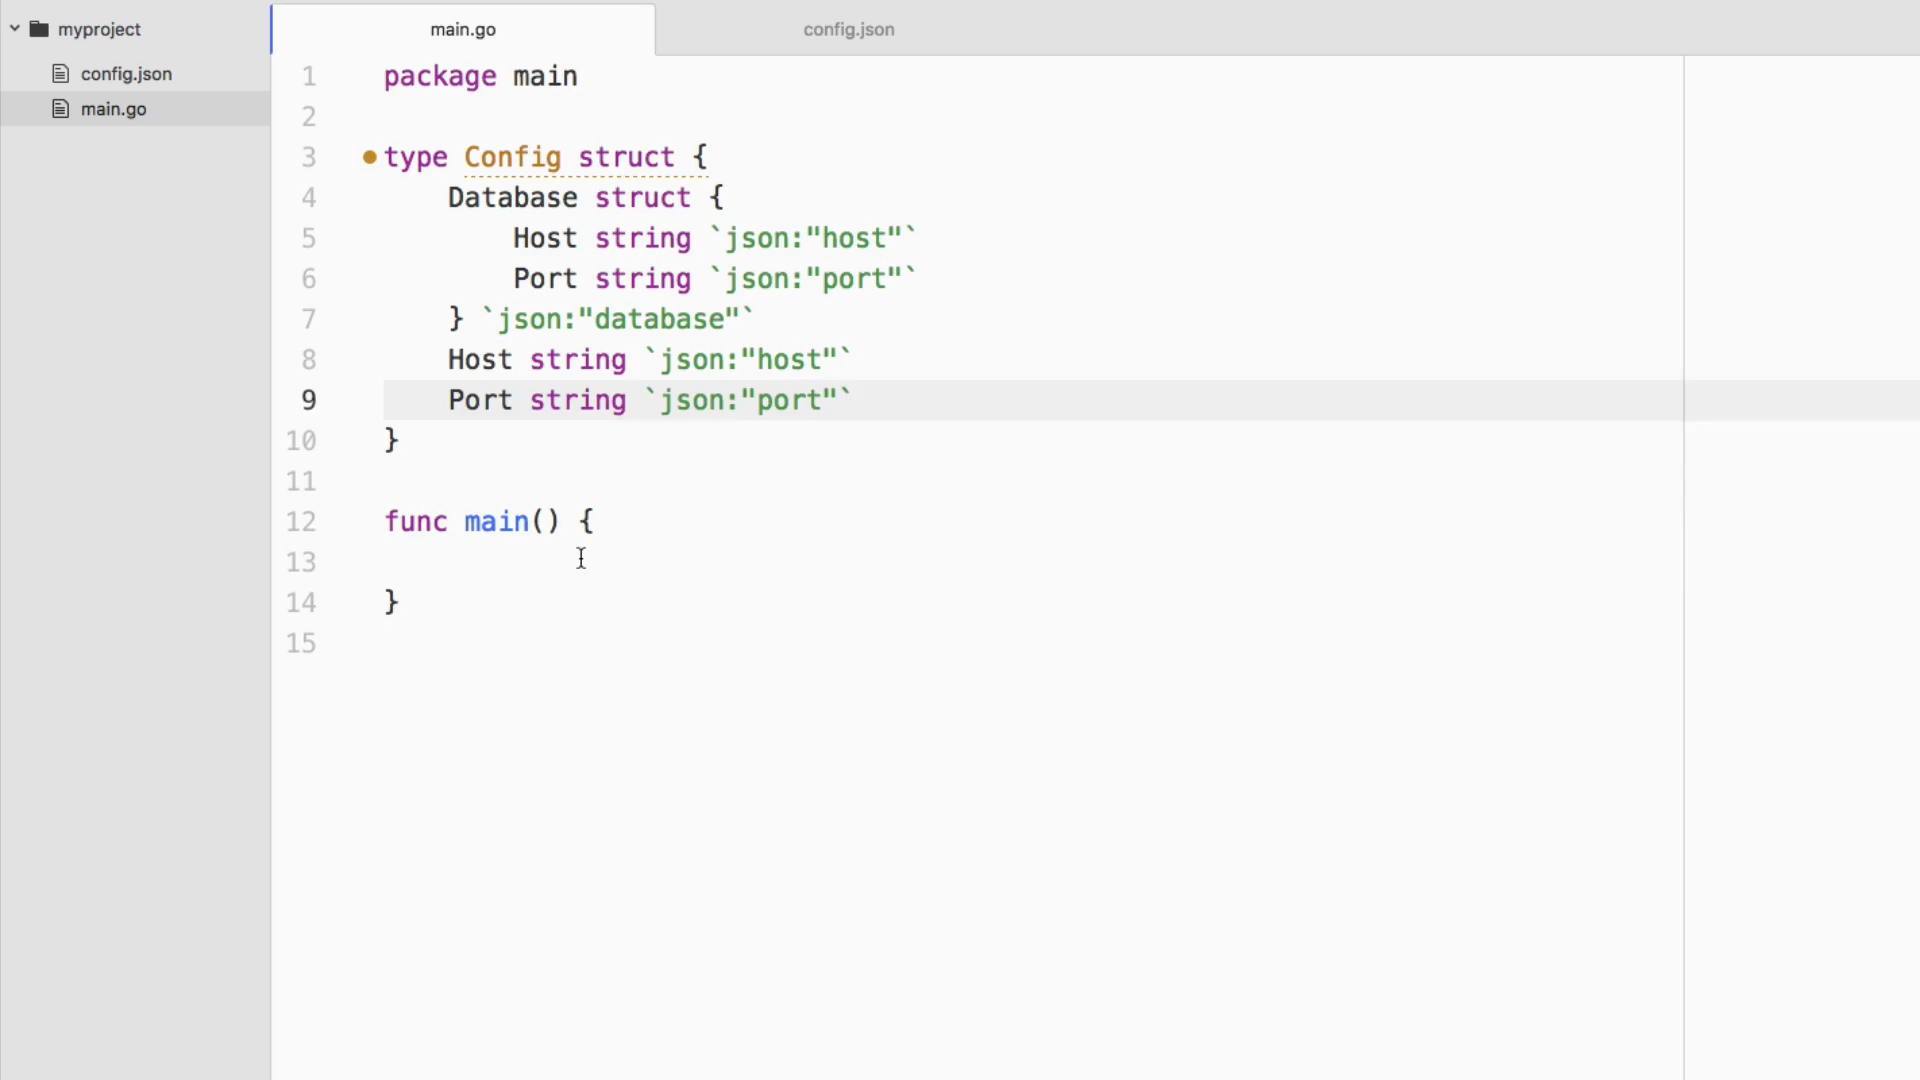 myproject
config.json
main.go
main.go
config.json
1 package main
2
3 type Config struct {
4 Database struct {
5 Host string `json:"host"`
6 Port string `json:"port"`
7 } `json:"database"`
8 Host string `json:"host"`
9 Port string `json:"port"`
10 }
11
12 func main() {
13
14 }
15